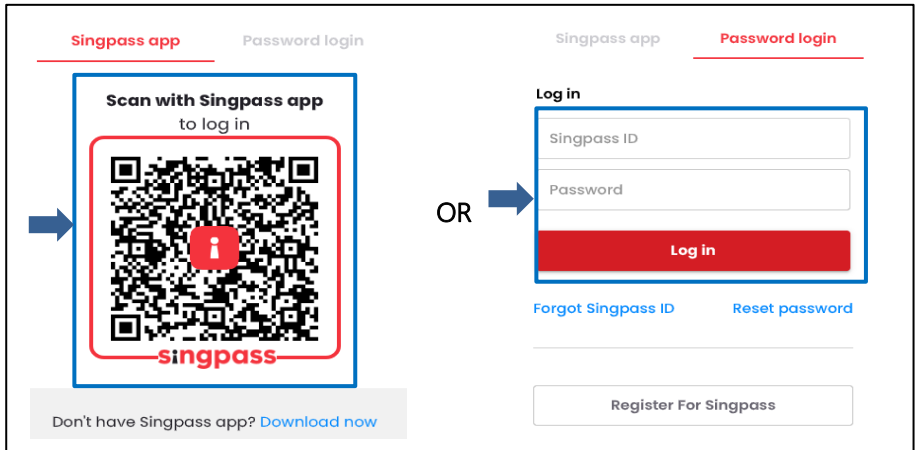 Singpass app Password login
Scan with Singpass app
to log in
singpass
Don't have Singpass app? Download now
OR
Singpass app Password login
Log in
Singpass ID
Password
Log in
Forgot Singpass ID Reset password
Register For Singpass